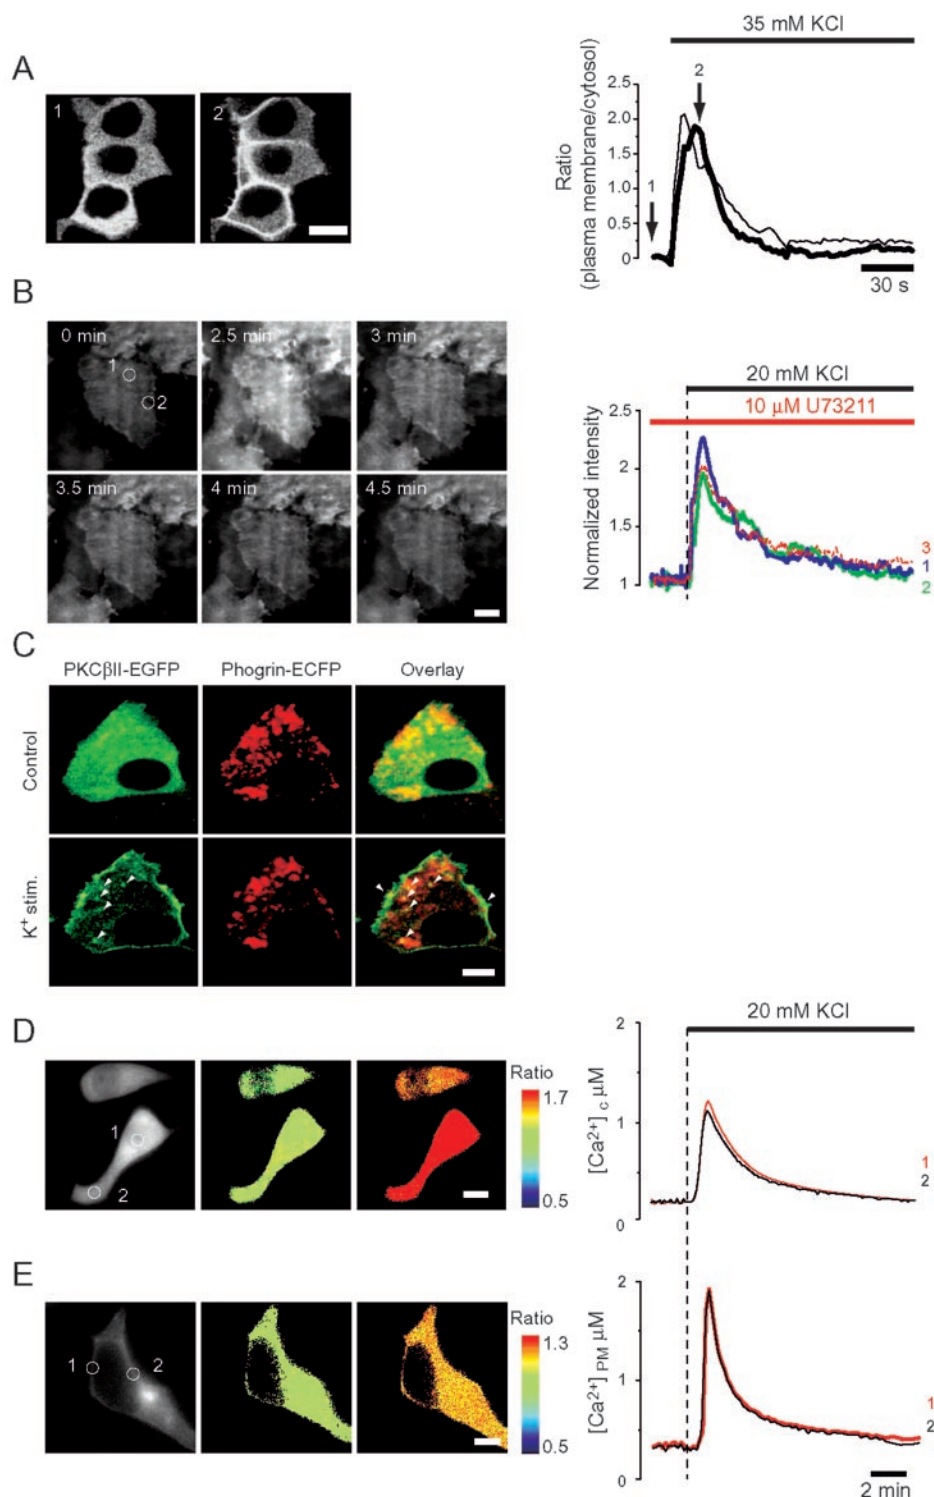 35 mM KCl
A
1
2
Ratio
(plasma membrane/cytosol)
2.5
2.0
1.5
1.0
0.5
0
1
2
30 s
B
0 min
1
2
2.5 min
3 min
3.5 min
4 min
4.5 min
20 mM KCl
10 µM U73211
Normalized intensity
2.5
2
1.5
1
3
1
2
C
PKCβII-EGFP
Phogrin-ECFP
Overlay
Control
K⁺ stim.
D
1
2
Ratio
1.7
0.5
20 mM KCl
[Ca²⁺] c µM
2
1
0
1
2
E
1
2
Ratio
1.3
0.5
[Ca²⁺] PM µM
2
1
0
1
2
2 min